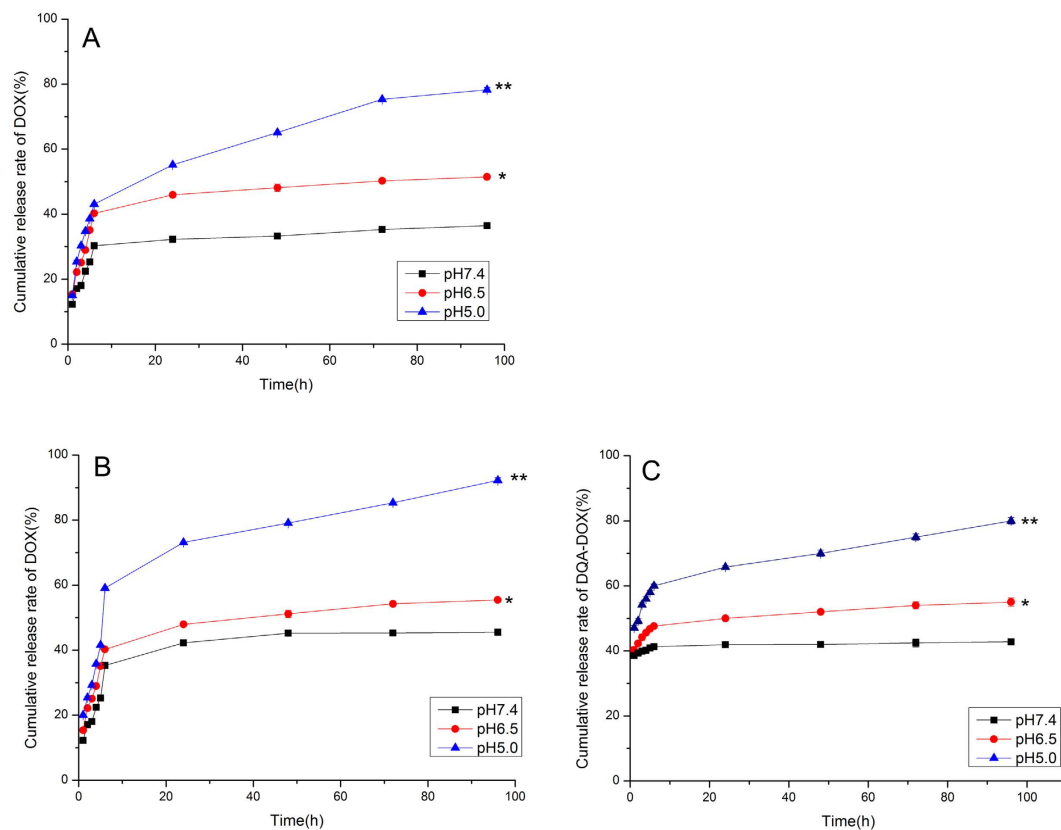 A
Cumulative release rate of DOX(%)
100
80
60
40
20
0
**
*
pH7.4
pH6.5
pH5.0
0 20 40 60 80 100
Time(h)
B
Cumulative release rate of DOX(%)
100
80
60
40
20
0
**
*
pH7.4
pH6.5
pH5.0
0 20 40 60 80 100
Time(h)
C
Cumulative release rate of DQA-DOX(%)
100
80
60
40
20
0
**
*
pH7.4
pH6.5
pH5.0
0 20 40 60 80 100
Time(h)